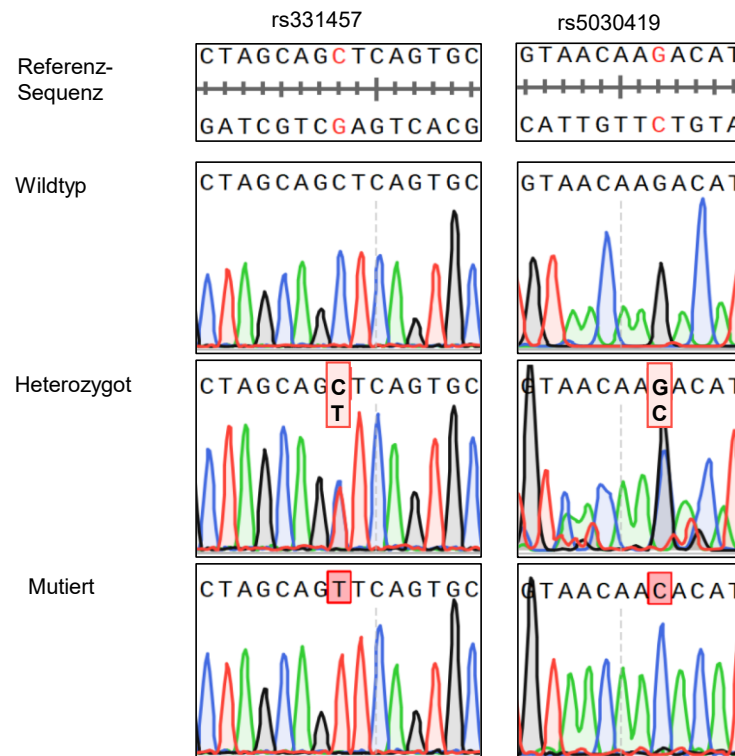 rs331457 rs5030419
Referenz-
Sequenz
CTAGCAGCTCAGTGC GTAACAAGACAT
GATCGTCGAGTCACG CATTGTTCTGTA
Wildtyp
CTAGCAGCTCAGTGC GTAACAAGACAT
Heterozygot
CTAGCAGCTCAGTGC GTAACAAGACAT
T C
Mutiert
CTAGCAGTTCAGTGC GTAACAACACAT